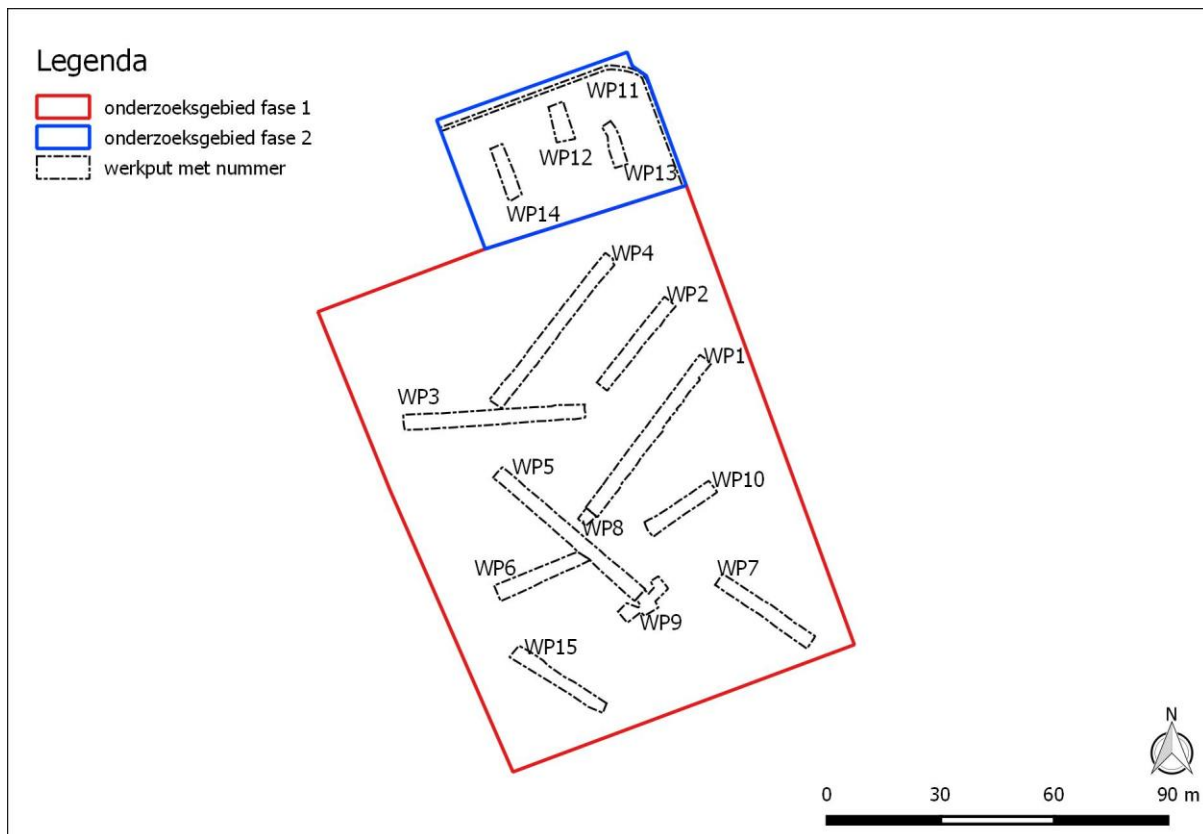 Legenda
onderzoeksgebied fase 1
onderzoeksgebied fase 2
werkput met nummer
WP11
WP12
WP13
WP14
WP4
WP2
WP1
WP3
WP5
WP10
WP8
WP6
WP7
WP9
WP15
N
0 30 60 90 m